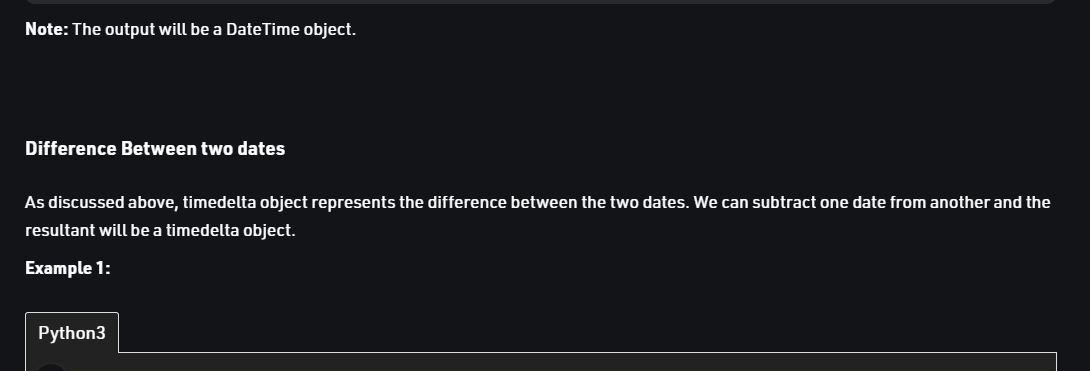 Note: The output will be a DateTime object.
Difference Between two dates
As discussed above, timedelta object represents the difference between the two dates. We can subtract one date from another and the
resultant will be a timedelta object.
Example 1:
Python3